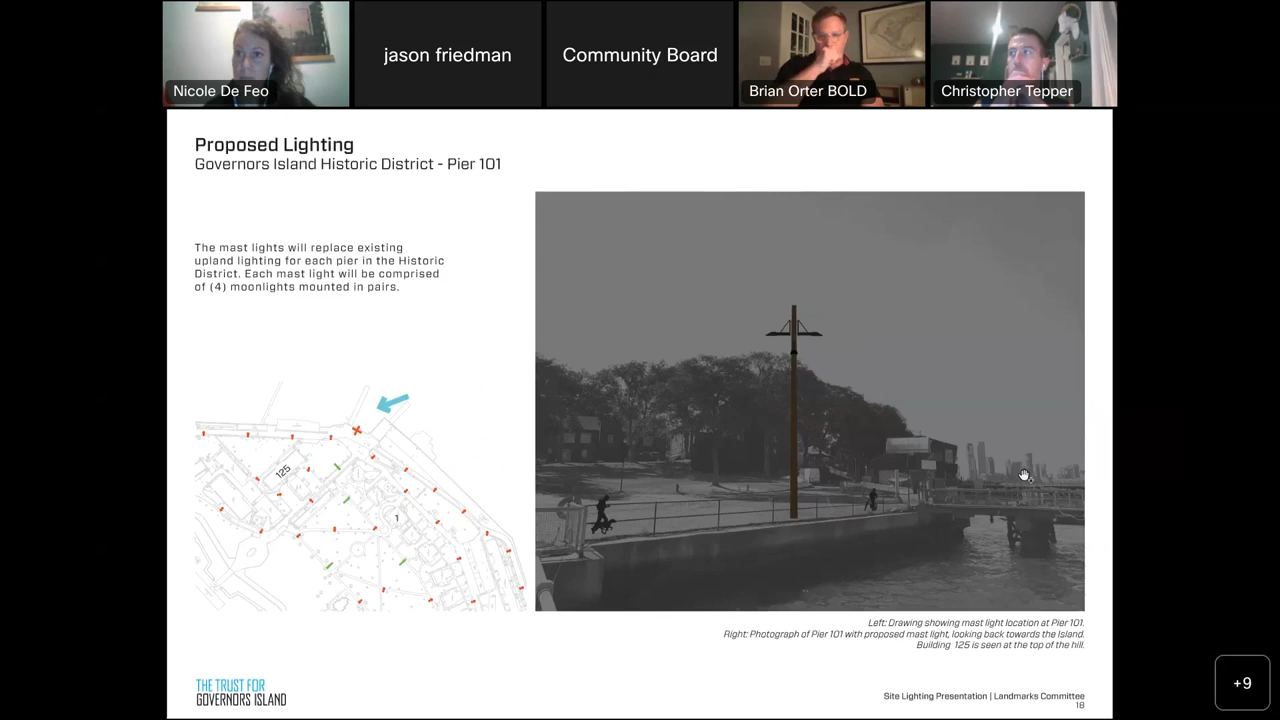 Nicole De Feo
jason friedman
Community Board
Brian Orter BOLD
Christopher Tepper
Proposed Lighting
Governors Island Historic District - Pier 101
The mast lights will replace existing
upland lighting for each pier in the Historic
District. Each mast light will be comprised
of (4) moonlights mounted in pairs.
125
1
Left: Drawing showing mast light location at Pier 101.
Right: Photograph of Pier 101 with proposed mast light, looking back towards the Island.
Building 125 is seen at the top of the hill.
THE TRUST FOR
GOVERNORS ISLAND
Site Lighting Presentation | Landmarks Committee
18
+9